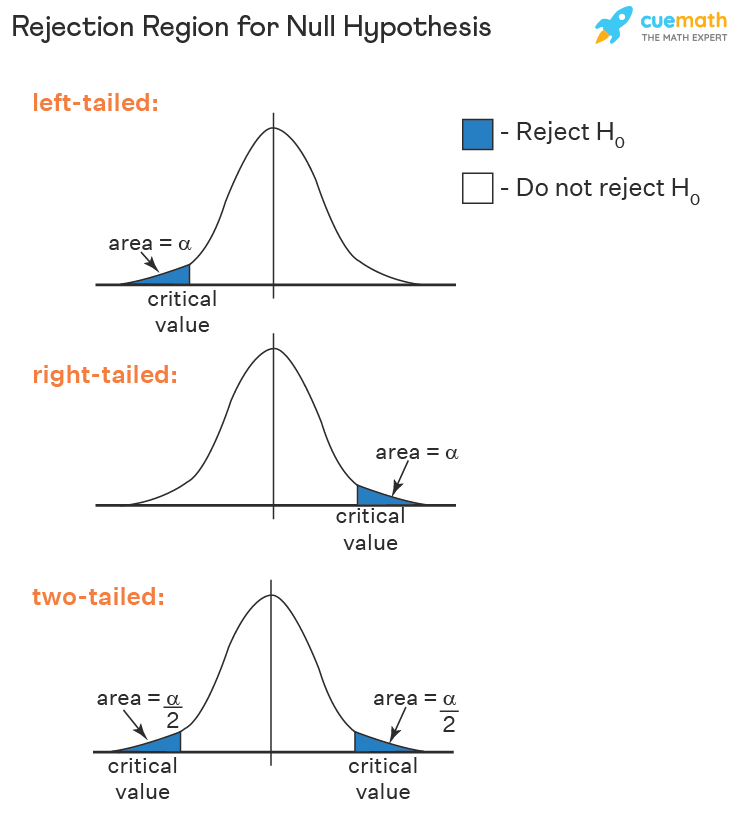 Rejection Region for Null Hypothesis
cuemath
THE MATH EXPERT
left-tailed:
- Reject H₀
- Do not reject H₀
area = α
critical
value
right-tailed:
area = α
critical
value
two-tailed:
area = α/2
area = α/2
critical
value
critical
value